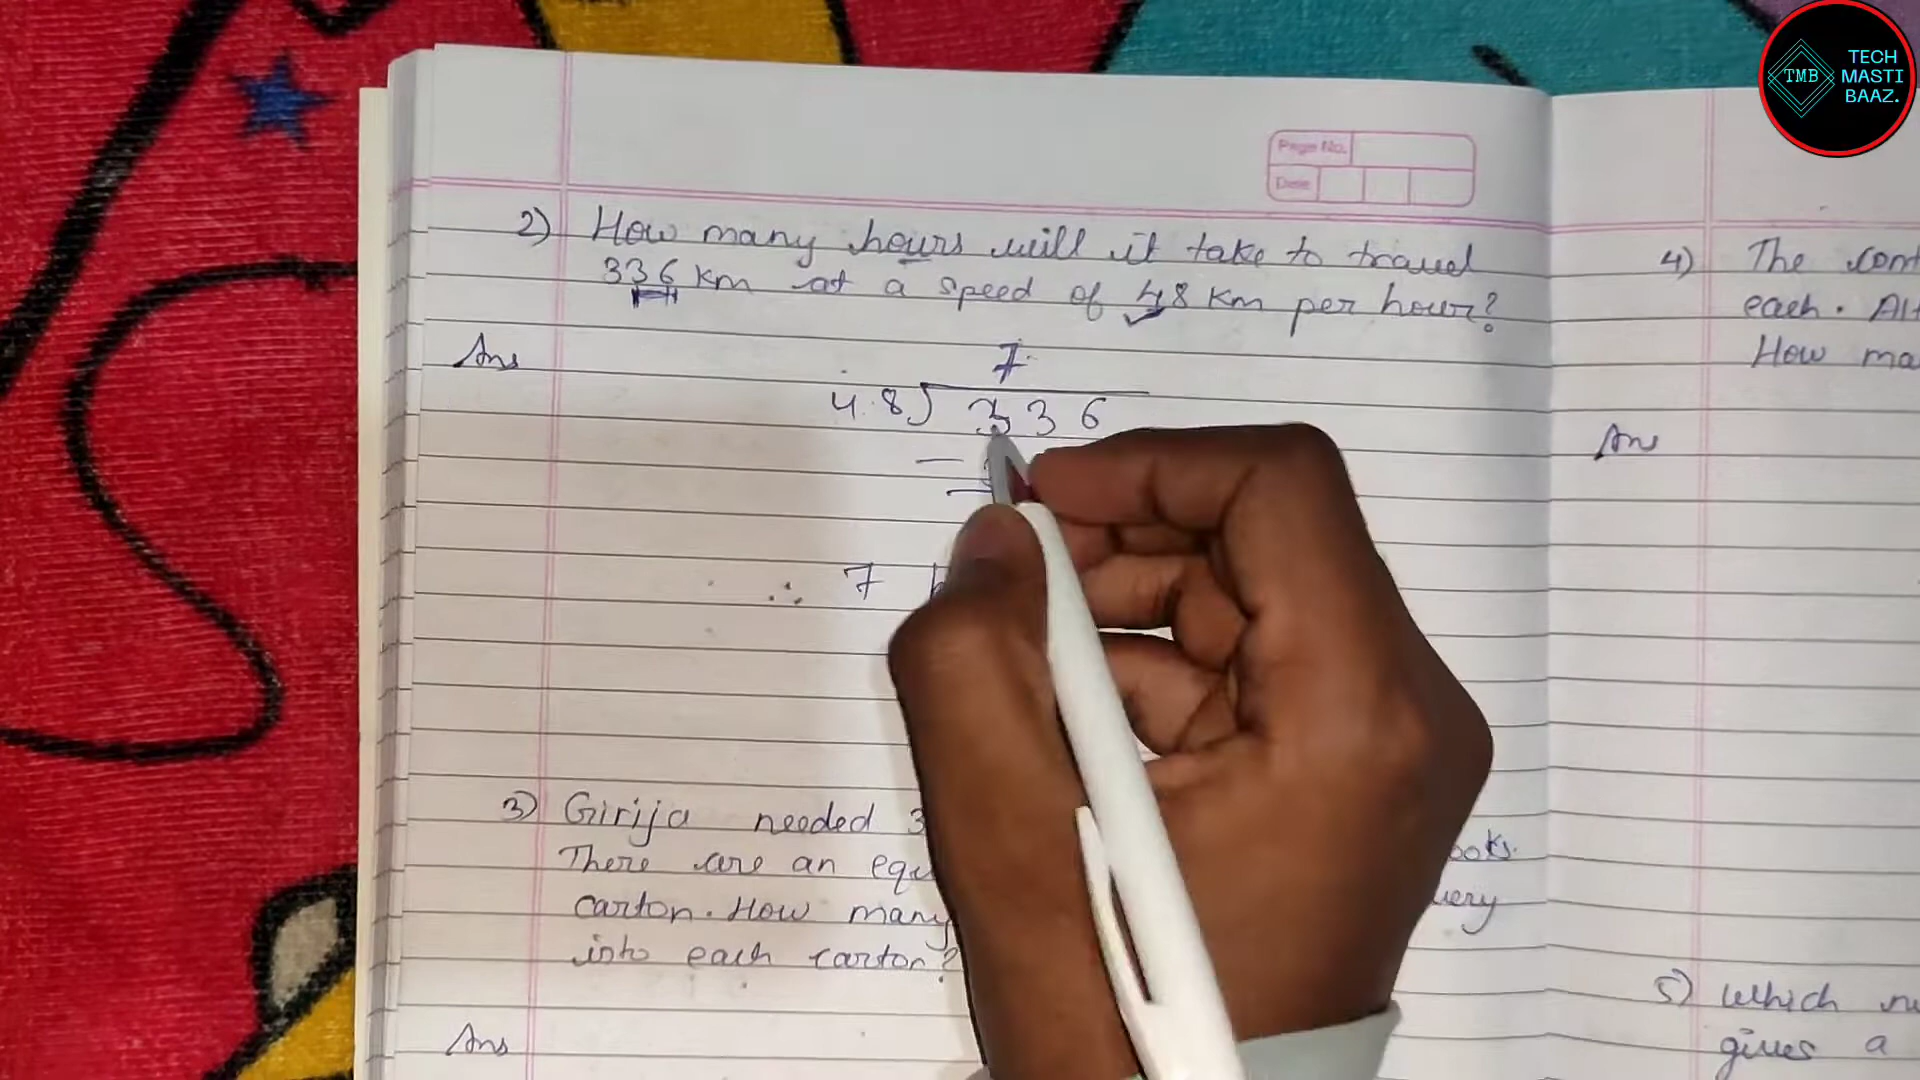 TMB
TECH
MASTI
BAAZ.
Page No.
Date
2) How many hours will it take to travel
336 km at a speed of 48 km per hour?
Ans
7
48) 336
∴ 7
3) Girija needed
There are an
carton. How many
into each carton?
Ans
4) The
each.
How
Ans
5) Which
gives a